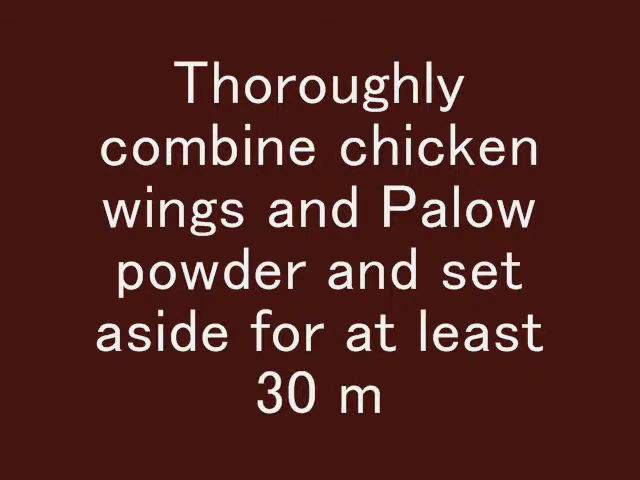 Thoroughly
combine chicken
wings and Palow
powder and set
aside for at least
30 m